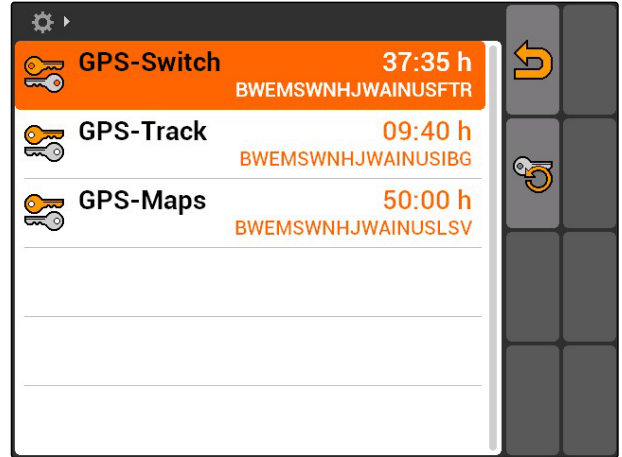 GPS-Switch 37:35 h
BWEMSWNHJWAINUSFTR
GPS-Track 09:40 h
BWEMSWNHJWAINUSIBG
GPS-Maps 50:00 h
BWEMSWNHJWAINUSLSV